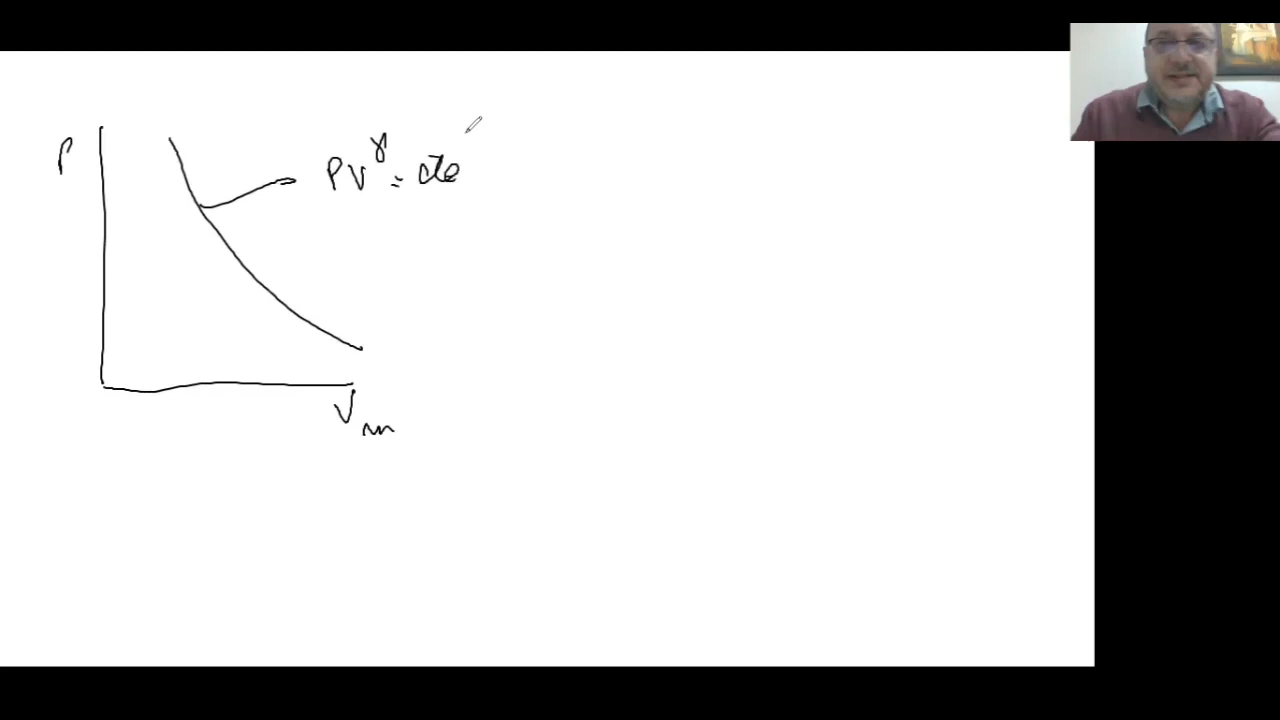 P
PV^γ = cte
V_m